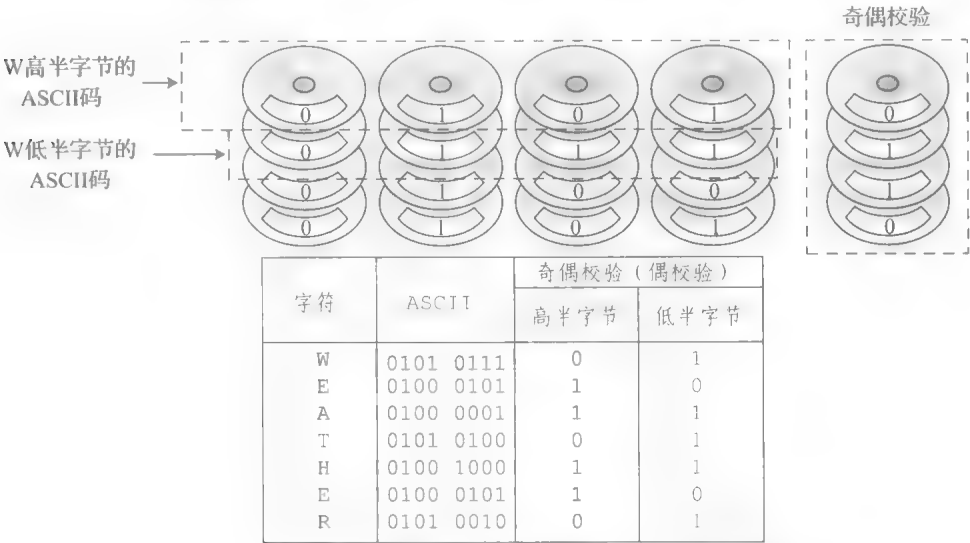 奇偶校验
W高半字节的
ASCII码
0 1 0 1 0
W低半字节的
ASCII码
0 1 1 1 1
0 1 0 0 1
0 1 0 1 0
字符 ASCII 奇偶校验（偶校验）
高半字节 低半字节
W 0101 0111 0 1
E 0100 0101 1 0
A 0100 0001 1 1
T 0101 0100 0 1
H 0100 1000 1 1
E 0100 0101 1 0
R 0101 0010 0 1